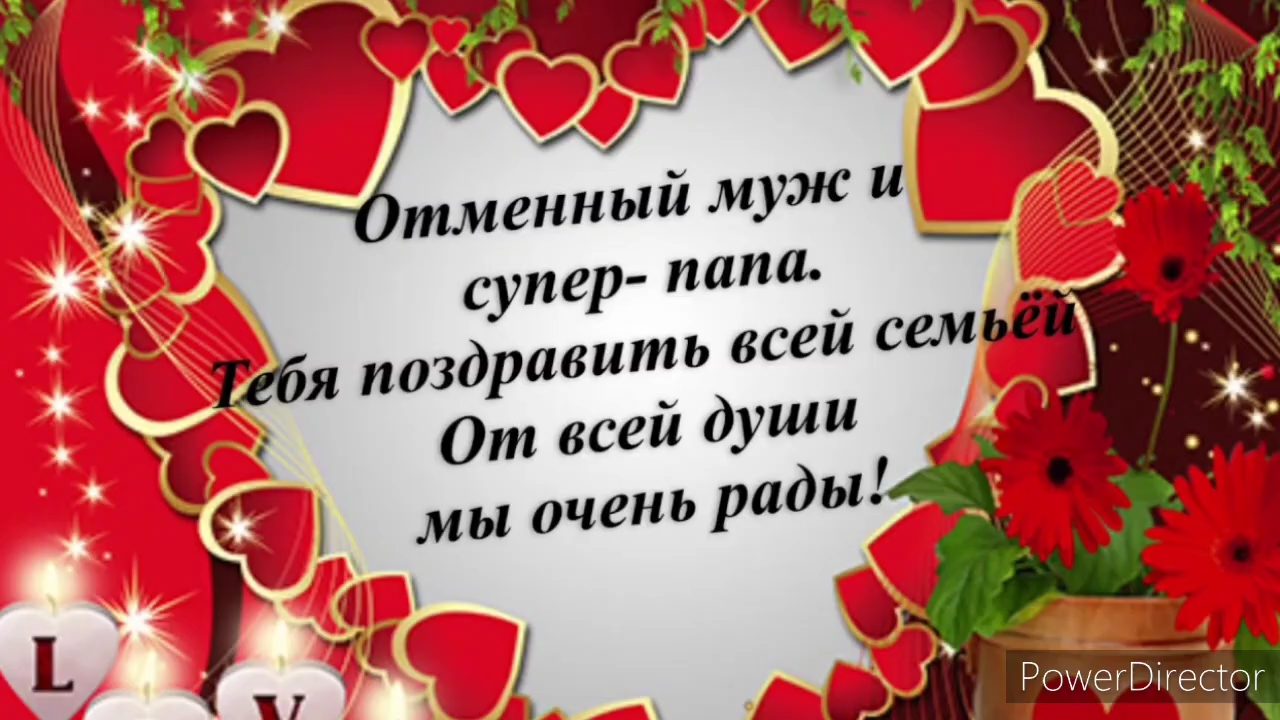 Отменный муж и
супер- папа.
Тебя поздравить всей семьёй
От всей души
мы очень рады!
L
V
PowerDirector